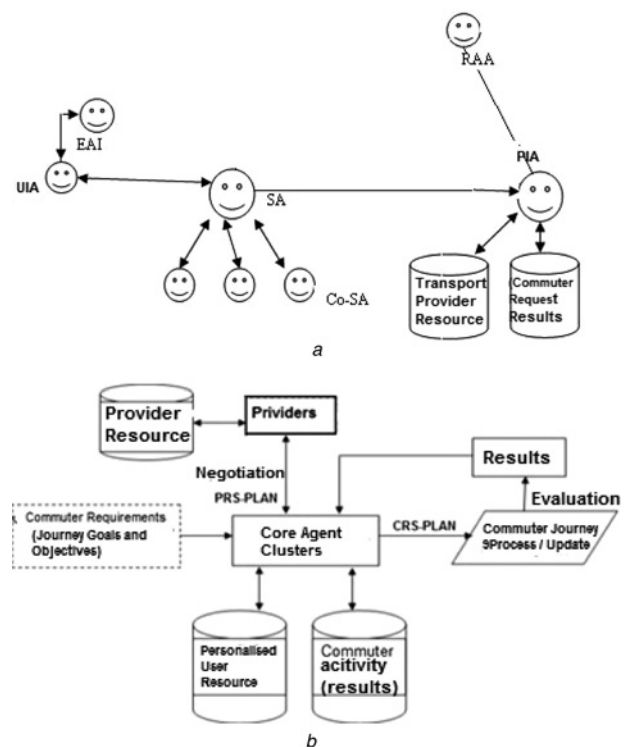 RAA
EAI
PIA
UIA
SA
Co-SA
Transport
Provider
Resource
(Commuter
Request
Results
a
Provider
Resource
Prividers
Negotiation
PRS-PLAN
Results
Evaluation
Commuter Requirements
(Journey Goals and
Objectives)
Core Agent
Clusters
CRS-PLAN
Commuter Journey
9Process / Update
Personalised
User
Resource
Commuter
acitivity
(results)
b